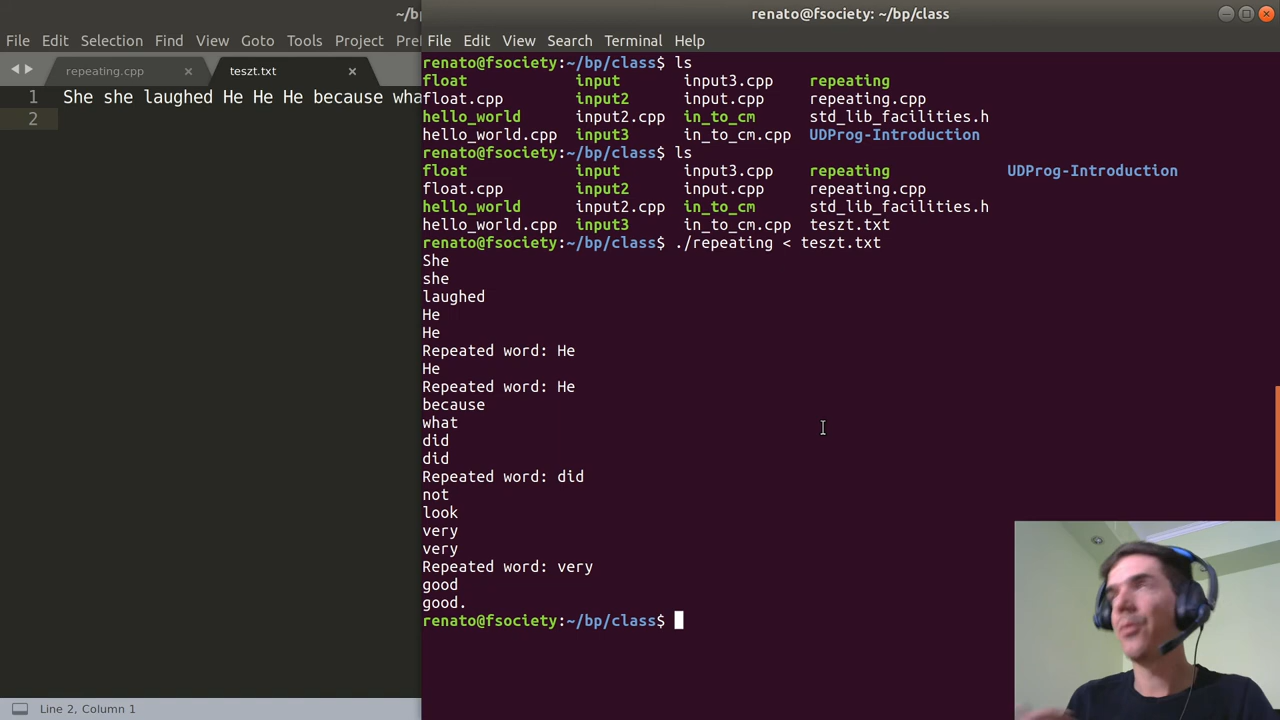 ~/bp
File Edit Selection Find View Goto Tools Project
repeating.cpp × teszt.txt ×
1 She she laughed He He He because wha
2
Line 2, Column 1
renato@fsociety: ~/bp/class
File Edit View Search Terminal Help
renato@fsociety:~/bp/class$ ls
float input input3.cpp repeating
float.cpp input2 input.cpp repeating.cpp
hello_world input2.cpp in_to_cm std_lib_facilities.h
hello_world.cpp input3 in_to_cm.cpp UDProg-Introduction
renato@fsociety:~/bp/class$ ls
float input input3.cpp repeating UDProg-Introduction
float.cpp input2 input.cpp repeating.cpp
hello_world input2.cpp in_to_cm std_lib_facilities.h
hello_world.cpp input3 in_to_cm.cpp teszt.txt
renato@fsociety:~/bp/class$ ./repeating < teszt.txt
She
she
laughed
He
He
Repeated word: He
He
Repeated word: He
because
what
did
did
Repeated word: did
not
look
very
very
Repeated word: very
good
good.
renato@fsociety:~/bp/class$